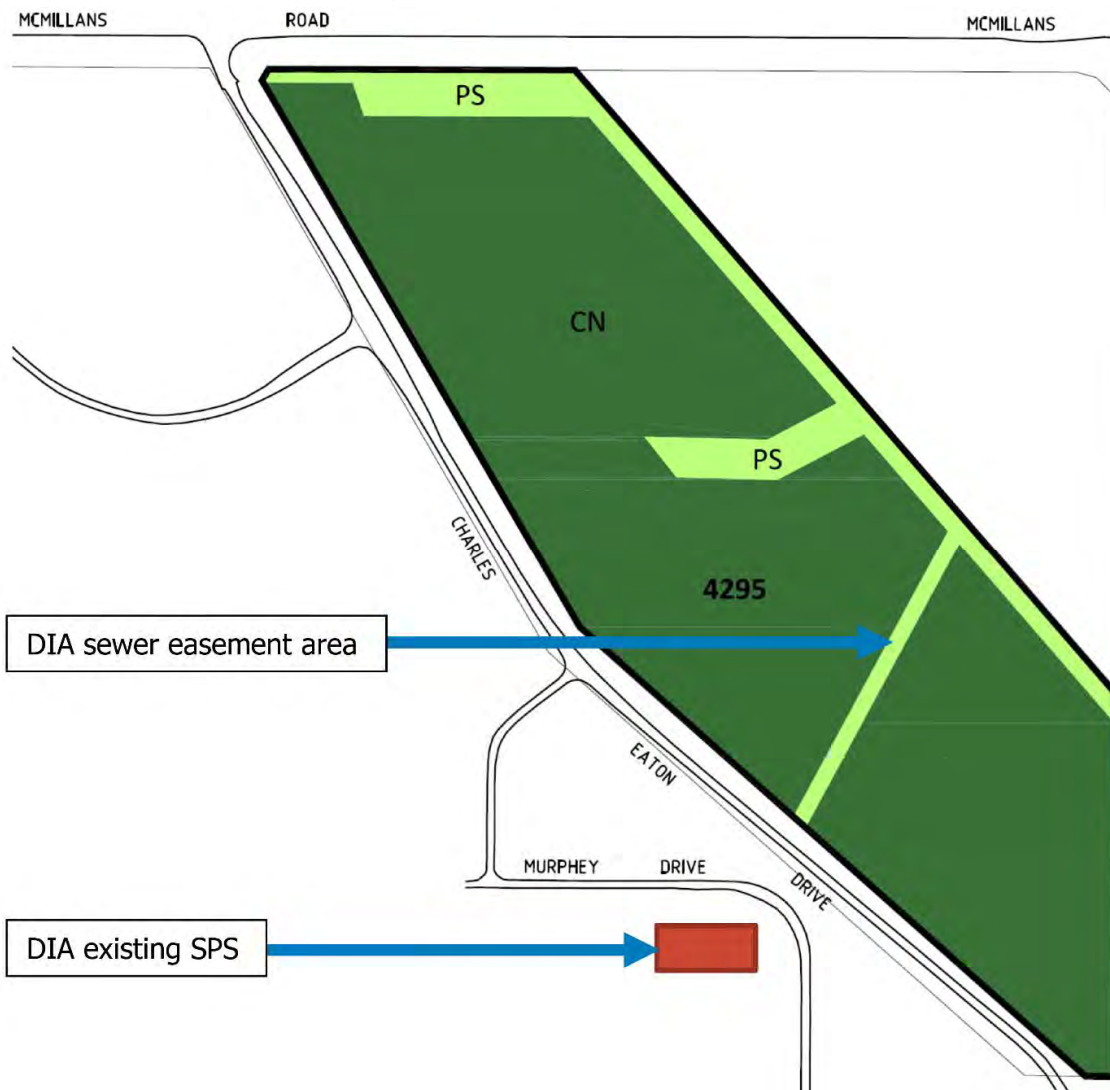 MCMILLANS ROAD MCMILLANS
PS
CN
PS
CHARLES
4295
DIA sewer easement area
EATON
MURPHEY DRIVE
DRIVE
DIA existing SPS